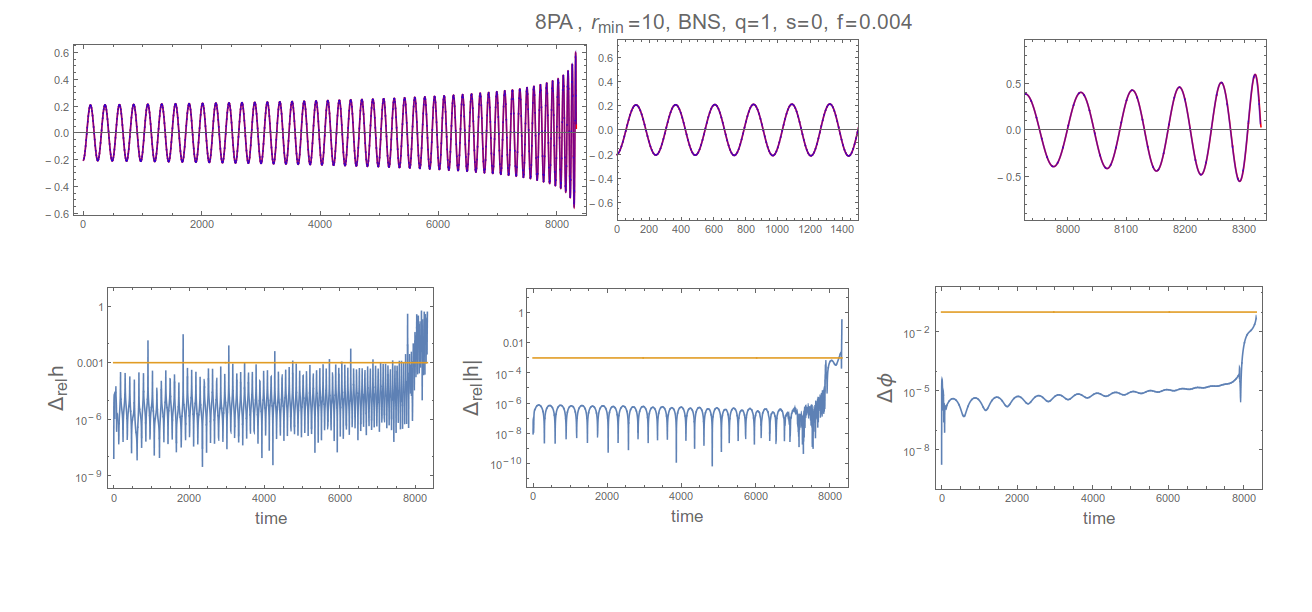 8PA , r_min =10, BNS, q=1, s=0, f=0.004
0.6
0.4
0.2
0.0
−0.2
−0.4
−0.6
0 2000 4000 6000 8000
0.6
0.4
0.2
0.0
−0.2
−0.4
−0.6
0 200 400 600 800 1000 1200 1400
0.5
0.0
−0.5
8000 8100 8200 8300
Δ_rel h
1
0.001
10^−6
10^−9
0 2000 4000 6000 8000
time
Δ_rel |h|
1
0.01
10^−4
10^−6
10^−8
10^−10
0 2000 4000 6000 8000
time
Δϕ
10^−2
10^−5
10^−8
0 2000 4000 6000 8000
time